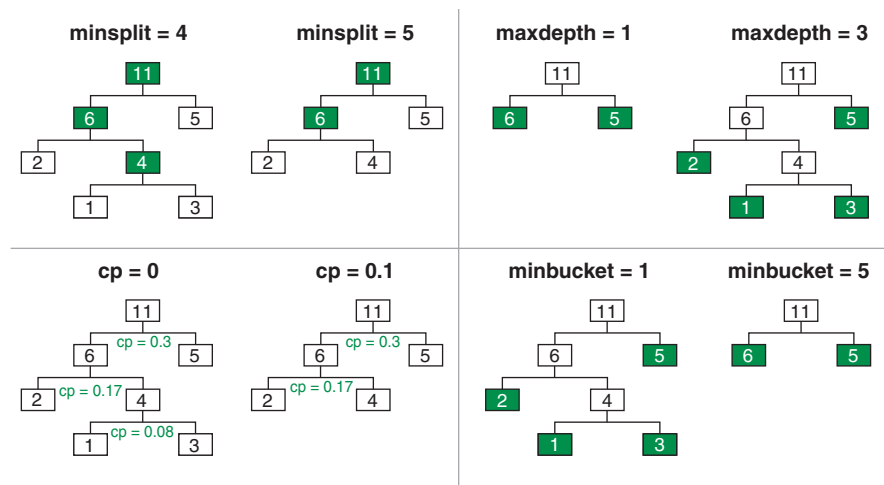 minsplit = 4
11
6 5
2 4
1 3
minsplit = 5
11
6 5
2 4
maxdepth = 1
11
6 5
maxdepth = 3
11
6 5
2 4
1 3
cp = 0
11
cp = 0.3
6 5
cp = 0.17
2 4
cp = 0.08
1 3
cp = 0.1
11
cp = 0.3
6 5
cp = 0.17
2 4
minbucket = 1
11
6 5
2 4
1 3
minbucket = 5
11
6 5